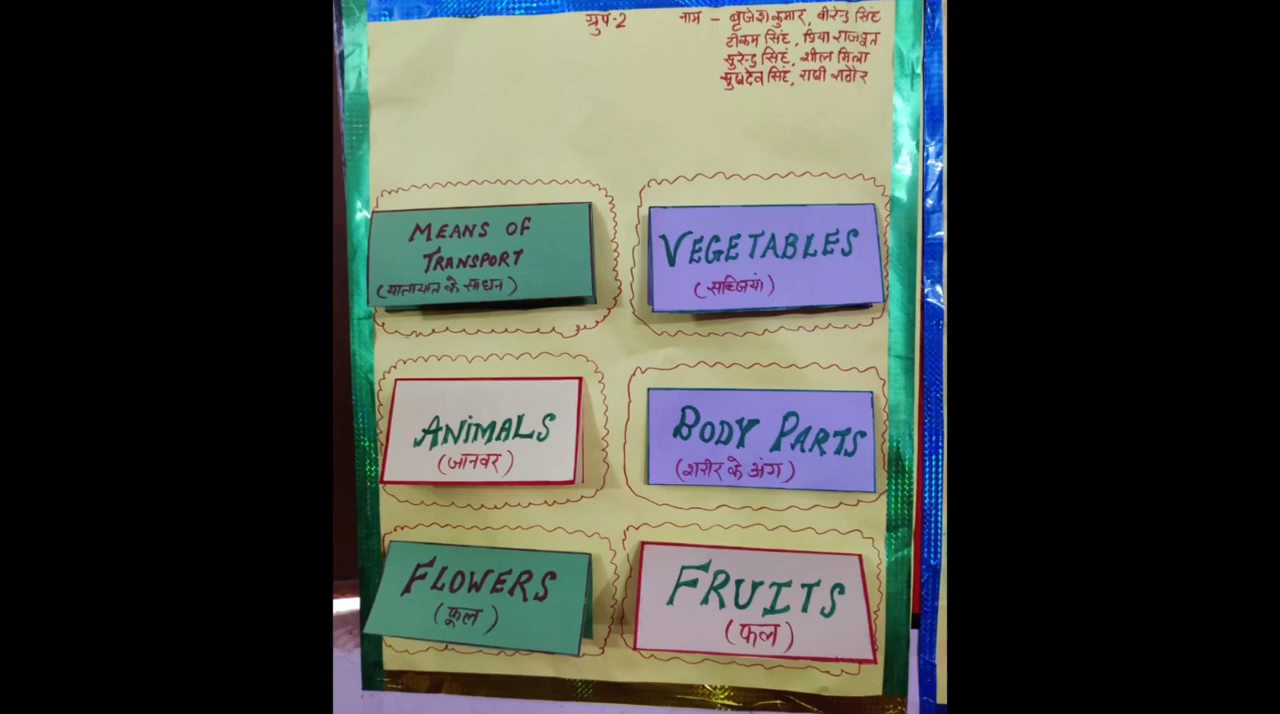 ग्रुप-2 नाम - बृजेश कुमार, वीरेन्द्र सिंह
टीकम सिंह, प्रिया राजपूत
सुरेन्द्र सिंह, शील
सुखदेव सिंह, राखी राठौर
MEANS OF
TRANSPORT
(यातायात के साधन)
VEGETABLES
(सब्जियां)
ANIMALS
(जानवर)
BODY PARTS
(शरीर के अंग)
FLOWERS
(फूल)
FRUITS
(फल)